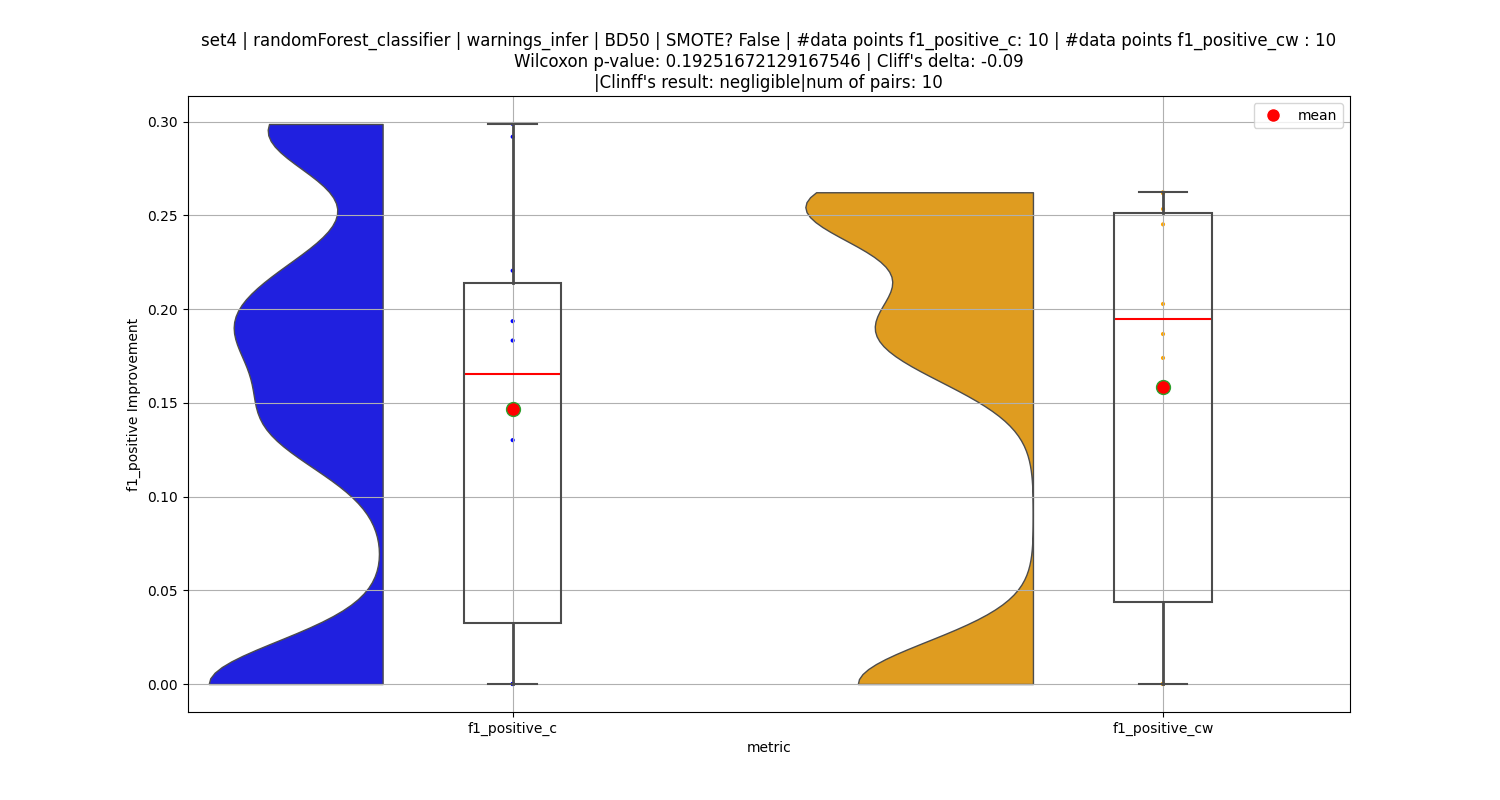 set4 | randomForest_classifier | warnings_infer | BD50 | SMOTE? False | #data points f1_positive_c: 10 | #data points f1_positive_cw : 10
Wilcoxon p-value: 0.19251672129167546 | Cliff's delta: -0.09
|Clinff's result: negligible|num of pairs: 10
mean
0.30
0.25
0.20
0.15
0.10
0.05
0.00
f1_positive Improvement
f1_positive_c
f1_positive_cw
metric